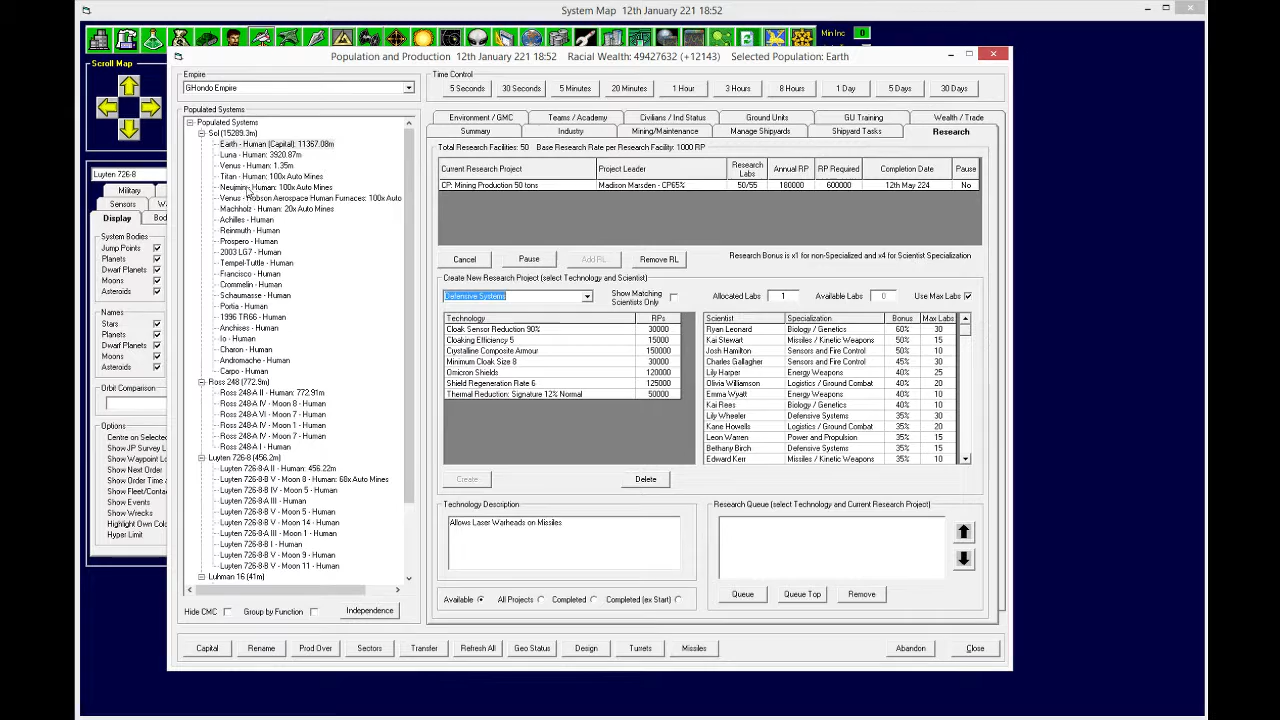 System Map 12th January 221 18:52
Min Inc 0
Scroll Map
Luyten 726-8
Military
Sensors
Display
System Bodies
Jump Points
Planets
Dwarf Planets
Moons
Asteroids
Names
Stars
Planets
Dwarf Planets
Moons
Asteroids
Orbit Comparison
Options
Centre on Selected
Show JP Survey L
Show Waypoint Lo
Show Next Order
Show Order Time a
Show Fleet/Contac
Show Events
Show Wrecks
Highlight Own Colo
Hyper Limit
Population and Production 12th January 221 18:52 Racial Wealth: 49427632 (+12143) Selected Population: Earth
Empire
GHondo Empire
Populated Systems
Populated Systems
Sol (15289.3m)
Earth - Human (Capital): 11367.08m
Luna - Human: 3920.87m
Venus - Human: 1.35m
Titan - Human: 100x Auto Mines
Neujmin - Human: 100x Auto Mines
Venus - Hobson Aerospace Human Furnaces: 100x Auto
Machholz - Human: 20x Auto Mines
Achilles - Human
Reinmuth - Human
Prospero - Human
2003 LG7 - Human
Tempel-Tuttle - Human
Francisco - Human
Crommelin - Human
Schaumasse - Human
Portia - Human
1996 TR66 - Human
Anchises - Human
Io - Human
Charon - Human
Andromache - Human
Carpo - Human
Ross 248 (772.9m)
Ross 248-A II - Human: 772.91m
Ross 248-A IV - Moon 8 - Human
Ross 248-A VI - Moon 7 - Human
Ross 248-A IV - Moon 1 - Human
Ross 248-A IV - Moon 7 - Human
Ross 248-A I - Human
Luyten 726-8 (456.2m)
Luyten 726-8-A II - Human: 456.22m
Luyten 726-8-B V - Moon 8 - Human: 60x Auto Mines
Luyten 726-8-B IV - Moon 5 - Human
Luyten 726-8-A III - Human
Luyten 726-8-B V - Moon 5 - Human
Luyten 726-8-B V - Moon 14 - Human
Luyten 726-8-A III - Moon 1 - Human
Luyten 726-8-B I - Human
Luyten 726-8-B V - Moon 9 - Human
Luyten 726-8-B V - Moon 11 - Human
Luhman 16 (41m)
Hide CMC
Group by Function
Independence
Time Control
5 Seconds
30 Seconds
5 Minutes
20 Minutes
1 Hour
3 Hours
8 Hours
1 Day
5 Days
30 Days
Environment / GMC
Teams / Academy
Civilians / Ind Status
Ground Units
GU Training
Wealth / Trade
Summary
Industry
Mining/Maintenance
Manage Shipyards
Shipyard Tasks
Research
Total Research Facilities: 50 Base Research Rate per Research Facility: 1000 RP
Current Research Project Project Leader Research Labs Annual RP RP Required Completion Date Pause
CP: Mining Production 50 tons Madison Marsden - CP65% 50/55 180000 600000 12th May 224 No
Cancel
Pause
Add RL
Remove RL
Research Bonus is x1 for non-Specialized and x4 for Scientist Specialization
Create New Research Project (select Technology and Scientist)
Defensive Systems
Show Matching Scientists Only
Allocated Labs 1
Available Labs 0
Use Max Labs
Technology RPs
Cloak Sensor Reduction 90% 30000
Cloaking Efficiency 5 15000
Crystalline Composite Armour 150000
Minimum Cloak Size 8 30000
Omicron Shields 120000
Shield Regeneration Rate 6 125000
Thermal Reduction: Signature 12% Normal 50000
Scientist Specialization Bonus Max Labs
Ryan Leonard Biology / Genetics 60% 30
Kai Stewart Missiles / Kinetic Weapons 50% 15
Josh Hamilton Sensors and Fire Control 50% 10
Charles Gallagher Sensors and Fire Control 45% 30
Lily Harper Energy Weapons 40% 25
Olivia Williamson Logistics / Ground Combat 40% 20
Emma Wyatt Energy Weapons 40% 10
Kai Rees Biology / Genetics 40% 10
Lily Wheeler Defensive Systems 35% 20
Kane Howells Logistics / Ground Combat 35% 20
Leon Warren Power and Propulsion 35% 15
Bethany Birch Defensive Systems 35% 15
Edward Kerr Missiles / Kinetic Weapons 35% 10
Create
Delete
Technology Description
Allows Laser Warheads on Missiles
Research Queue (select Technology and Current Research Project)
Available
All Projects
Completed
Completed (ex Start)
Queue
Queue Top
Remove
Capital
Rename
Prod Over
Sectors
Transfer
Refresh All
Geo Status
Design
Turrets
Missiles
Abandon
Close